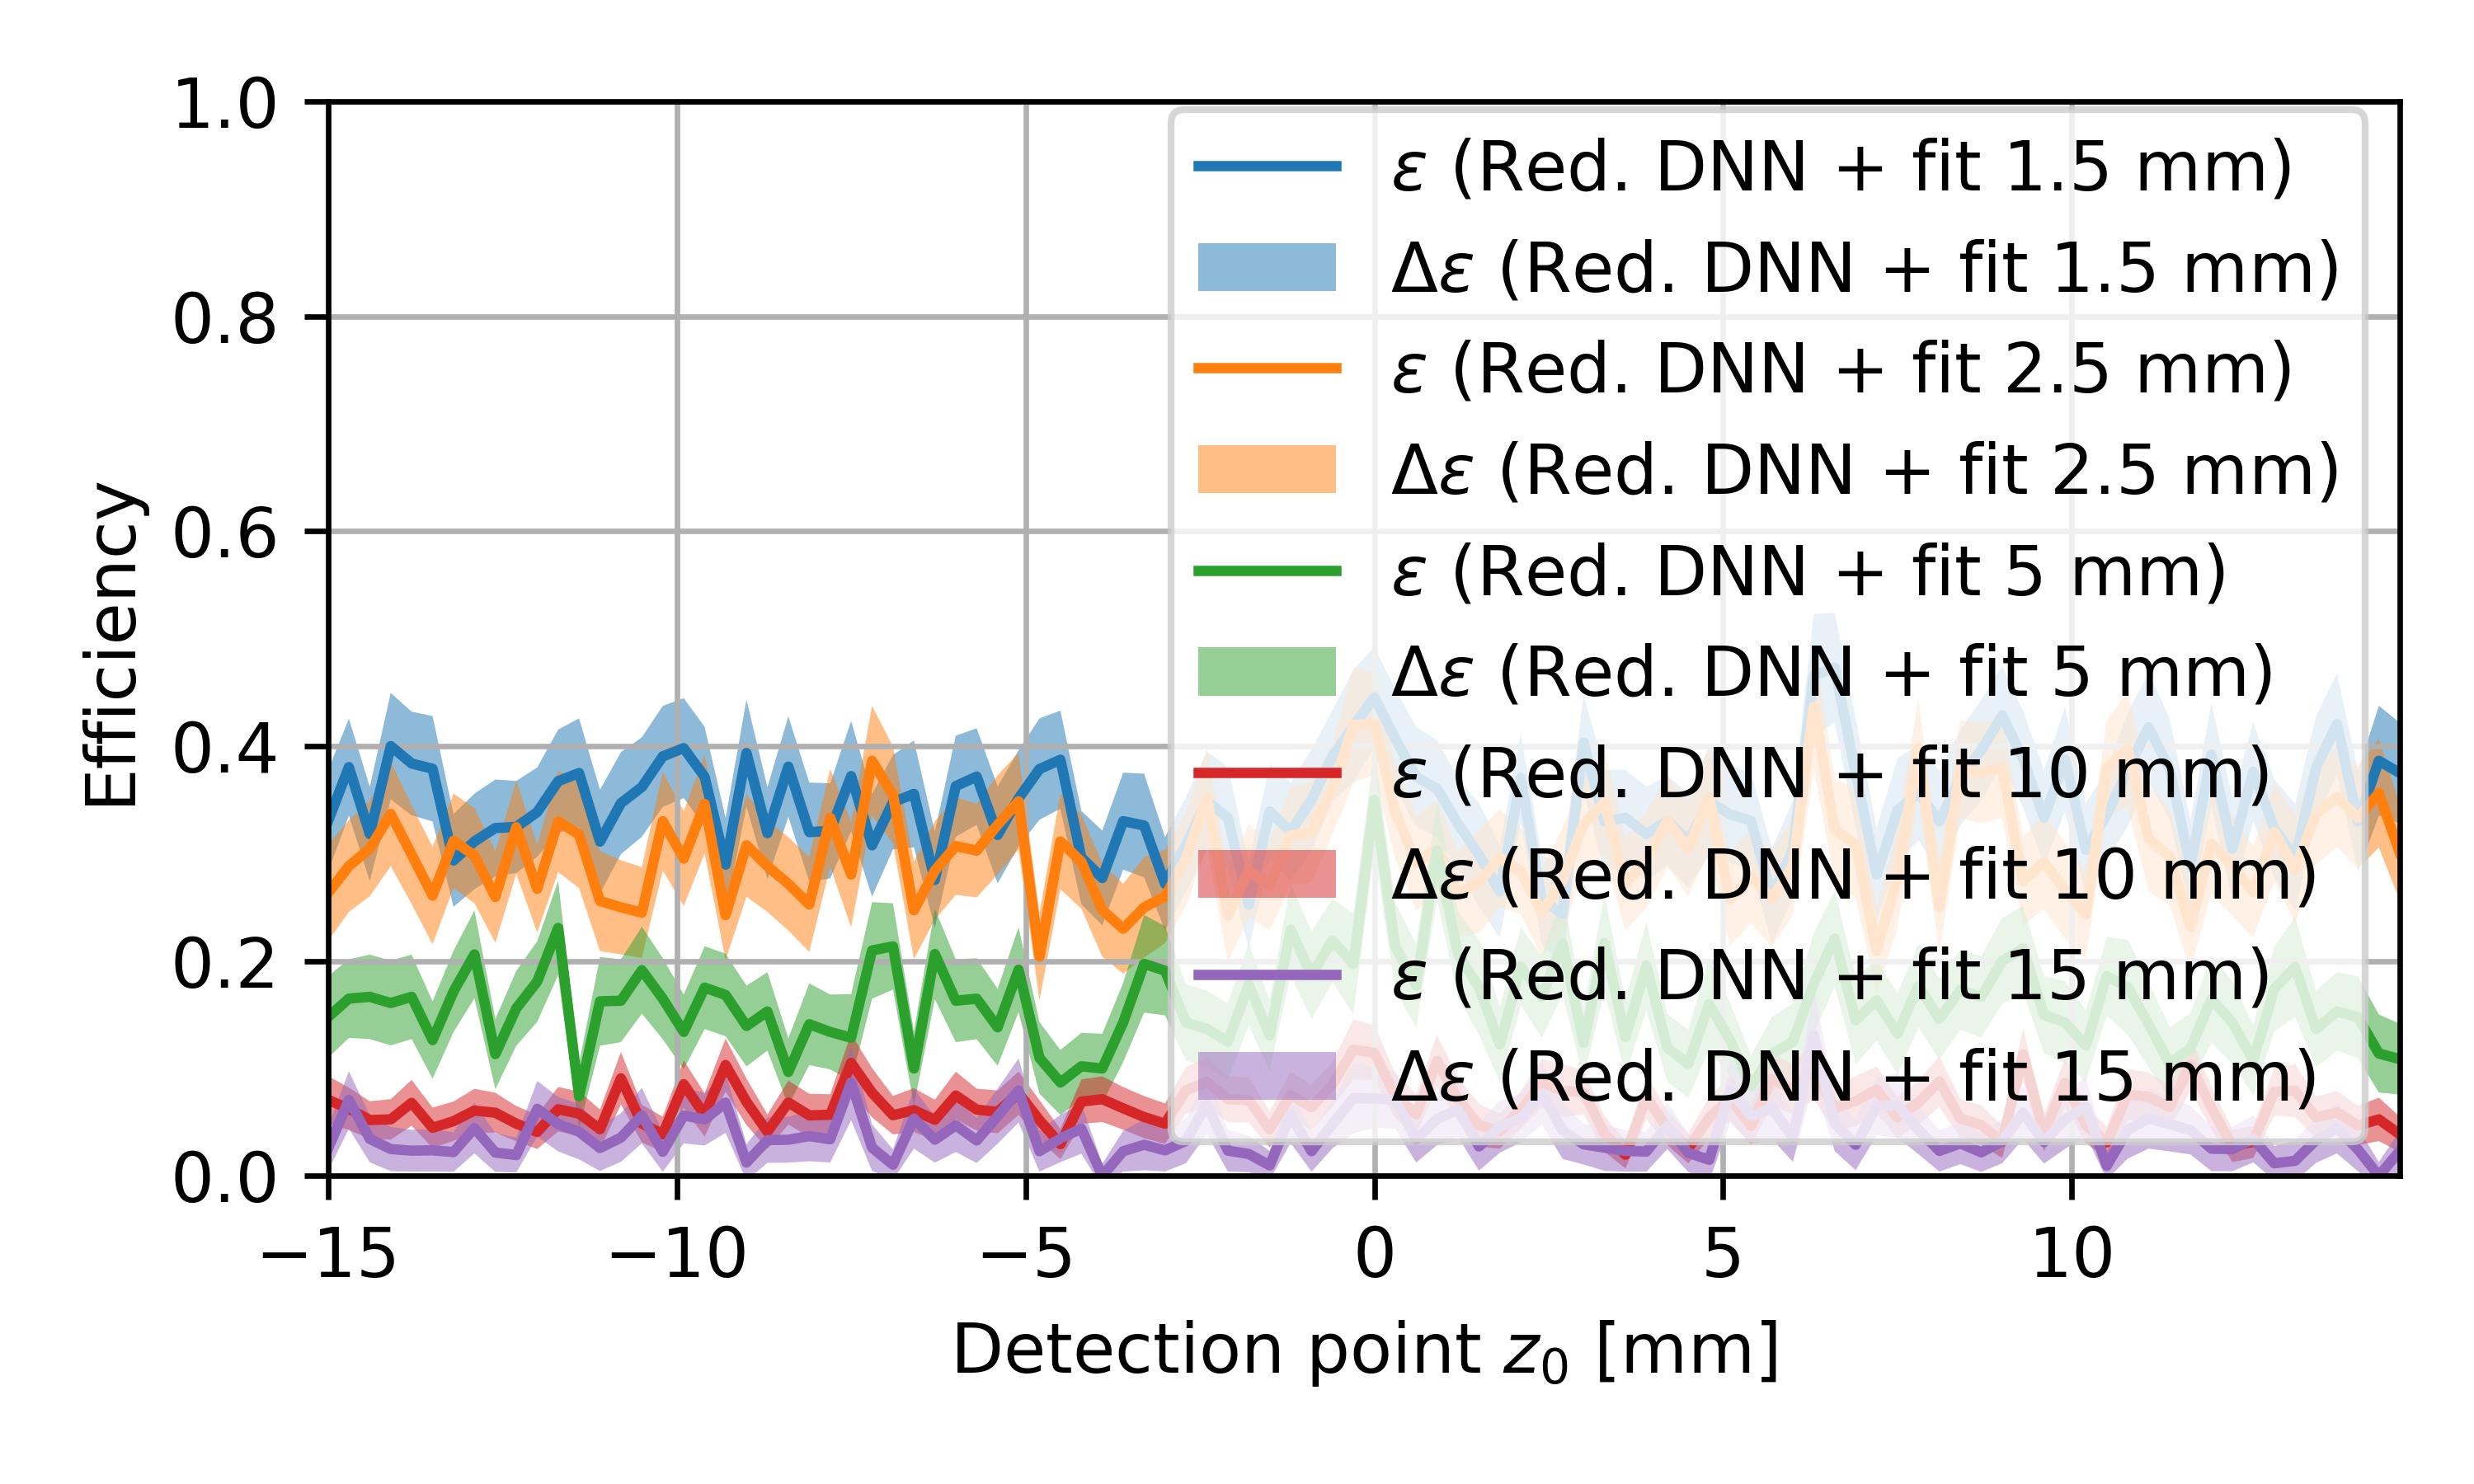 1.0
0.8
0.6
0.4
0.2
0.0
Efficiency
−15
−10
−5
0
5
10
Detection point z₀ [mm]
ε (Red. DNN + fit 1.5 mm)
Δε (Red. DNN + fit 1.5 mm)
ε (Red. DNN + fit 2.5 mm)
Δε (Red. DNN + fit 2.5 mm)
ε (Red. DNN + fit 5 mm)
Δε (Red. DNN + fit 5 mm)
ε (Red. DNN + fit 10 mm)
Δε (Red. DNN + fit 10 mm)
ε (Red. DNN + fit 15 mm)
Δε (Red. DNN + fit 15 mm)